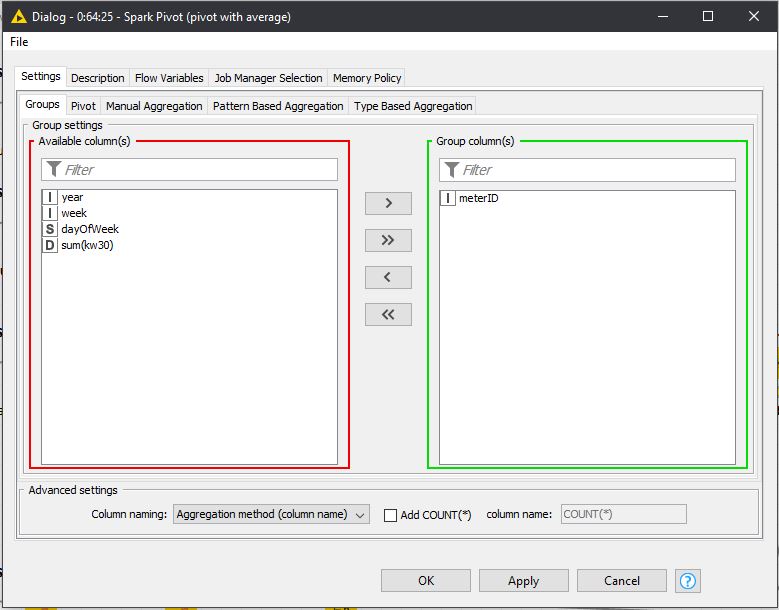 Dialog - 0:64:25 - Spark Pivot (pivot with average)
File
Settings Description Flow Variables Job Manager Selection Memory Policy
Groups Pivot Manual Aggregation Pattern Based Aggregation Type Based Aggregation
Group settings
Available column(s) Group column(s)
Filter Filter
I year I meterID
I week
S dayOfWeek
D sum(kw30)
>
>>
<
<<
Advanced settings
Column naming: Aggregation method (column name) Add COUNT(*) column name: COUNT(*)
OK Apply Cancel ?